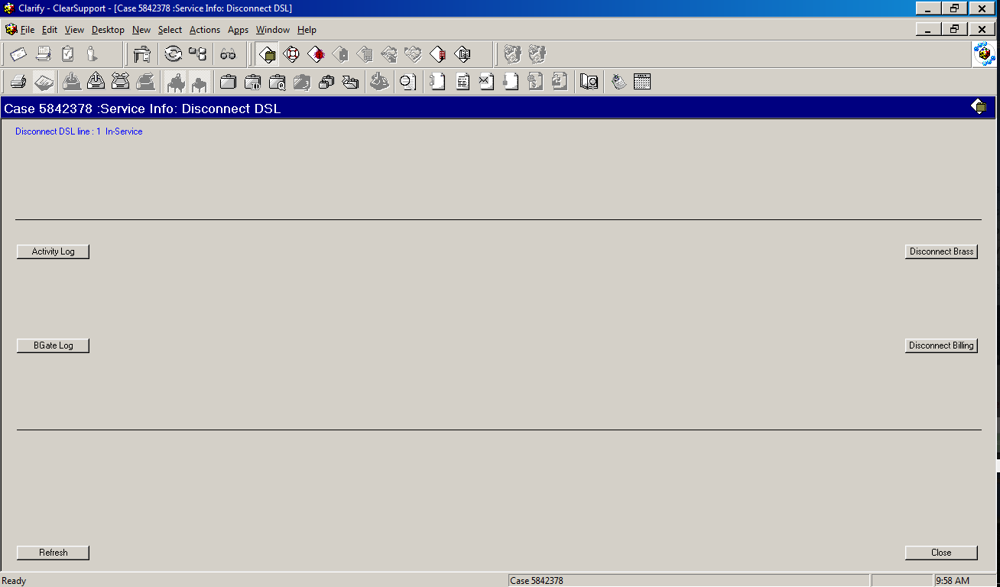 Clarify - ClearSupport - [Case 5842378 :Service Info: Disconnect DSL]
File Edit View Desktop New Select Actions Apps Window Help
Case 5842378 :Service Info: Disconnect DSL
Disconnect DSL line : 1 In-Service
Activity Log
Disconnect Brass
BGate Log
Disconnect Billing
Refresh
Close
Ready
Case 5842378
9:58 AM